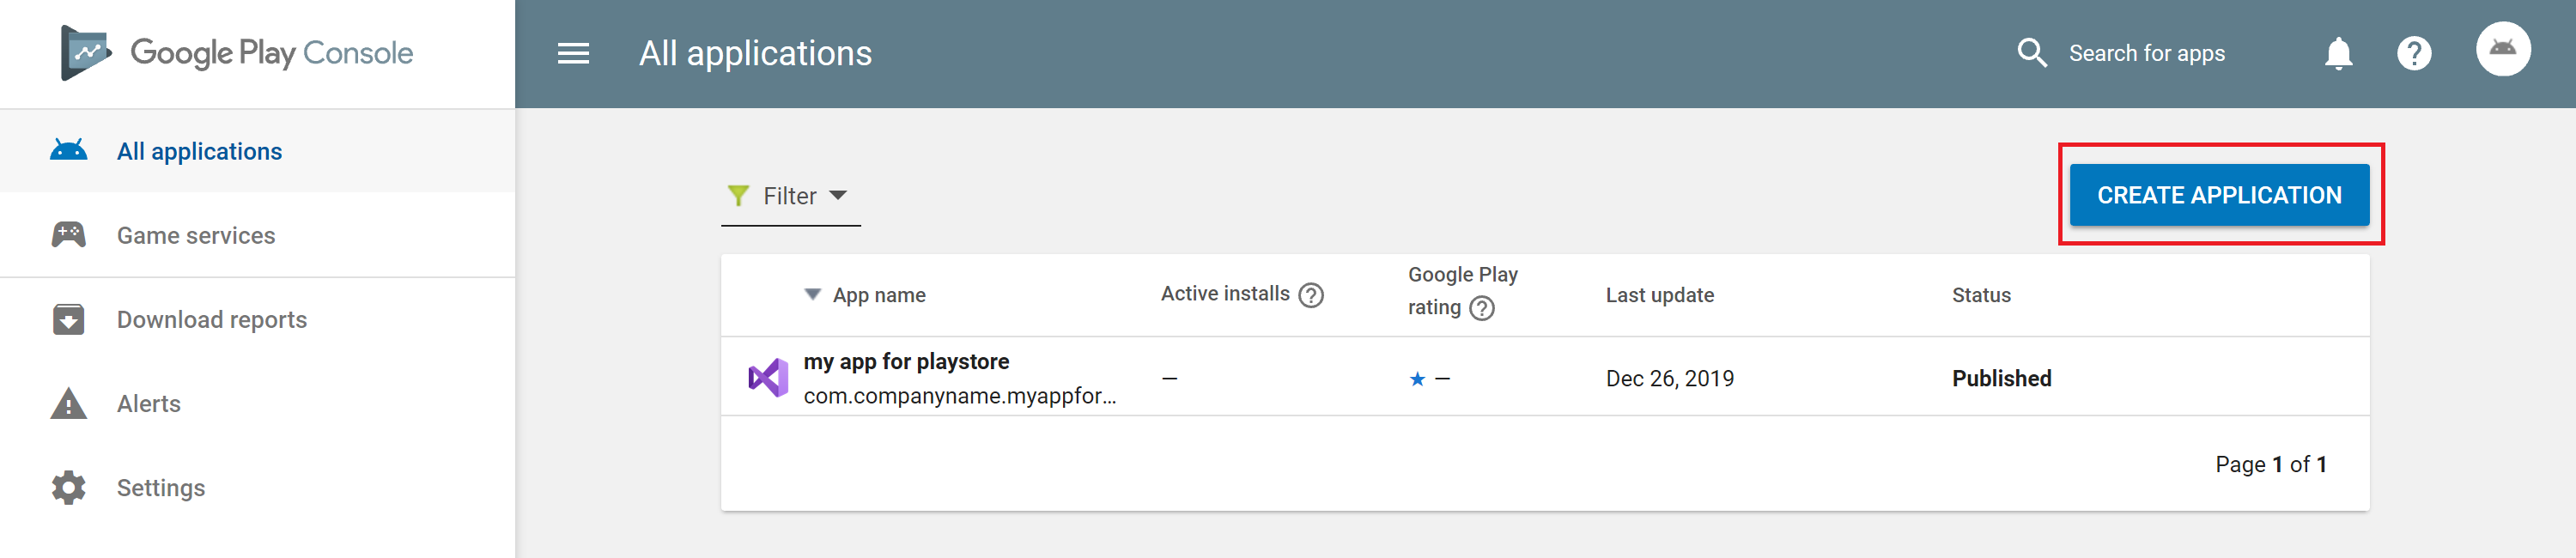 Google Play Console
All applications
Search for apps
All applications
Game services
Download reports
Alerts
Settings
Filter
CREATE APPLICATION
App name
Active installs
Google Play
rating
Last update
Status
my app for playstore
com.companyname.myappfor...
—
—
Dec 26, 2019
Published
Page 1 of 1